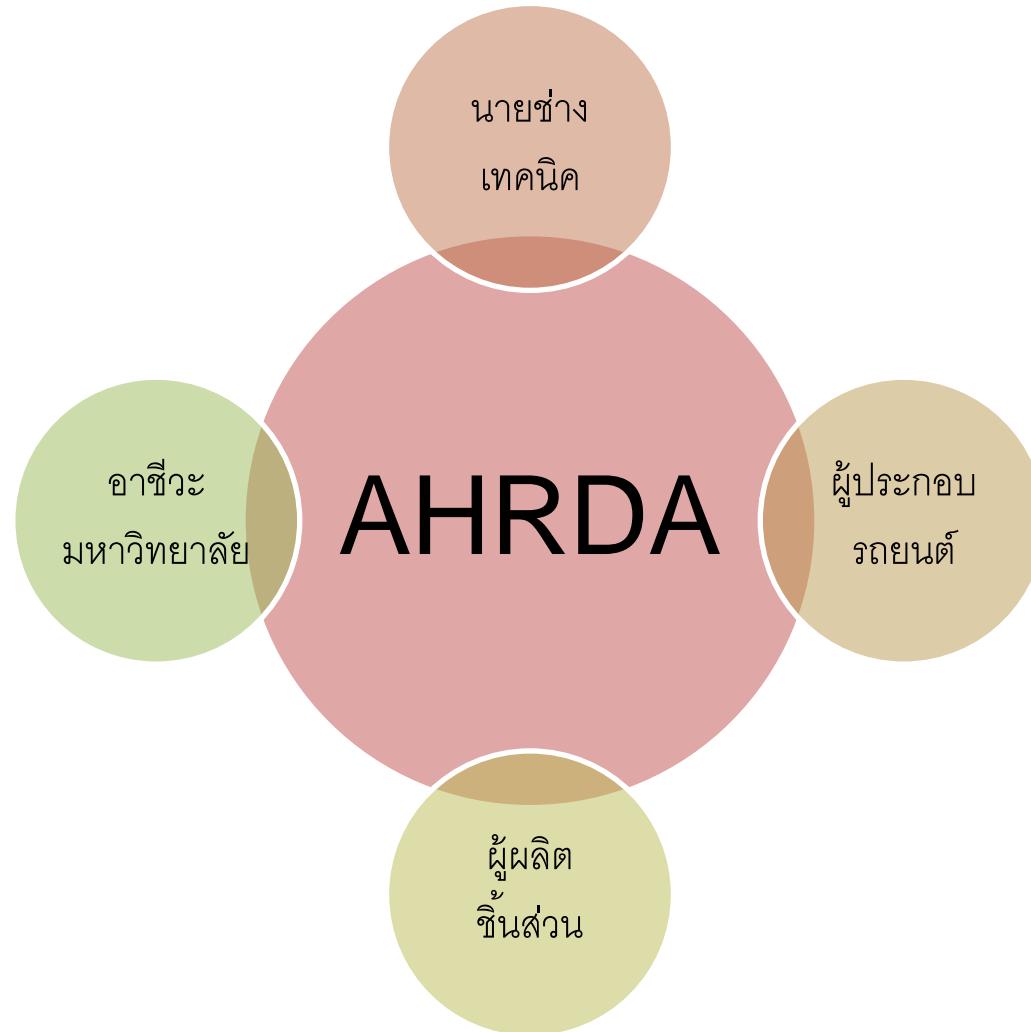 นายช่าง
เทคนิค
อาชีวะ
มหาวิทยาลัย
AHRDA
ผู้ประกอบ
รถยนต์
ผู้ผลิต
ชิ้นส่วน